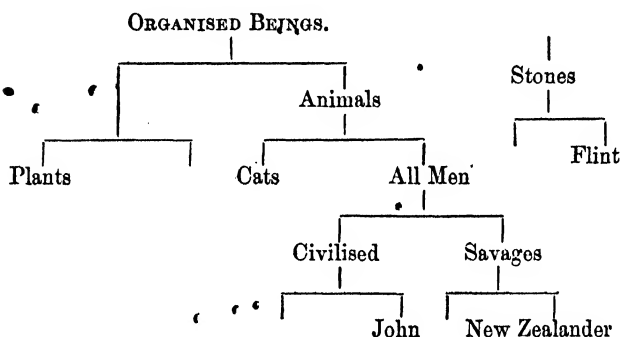 ORGANISED BEINGS.
Stones
Animals
Flint
Plants Cats All Men
Civilised Savages
John New Zealander